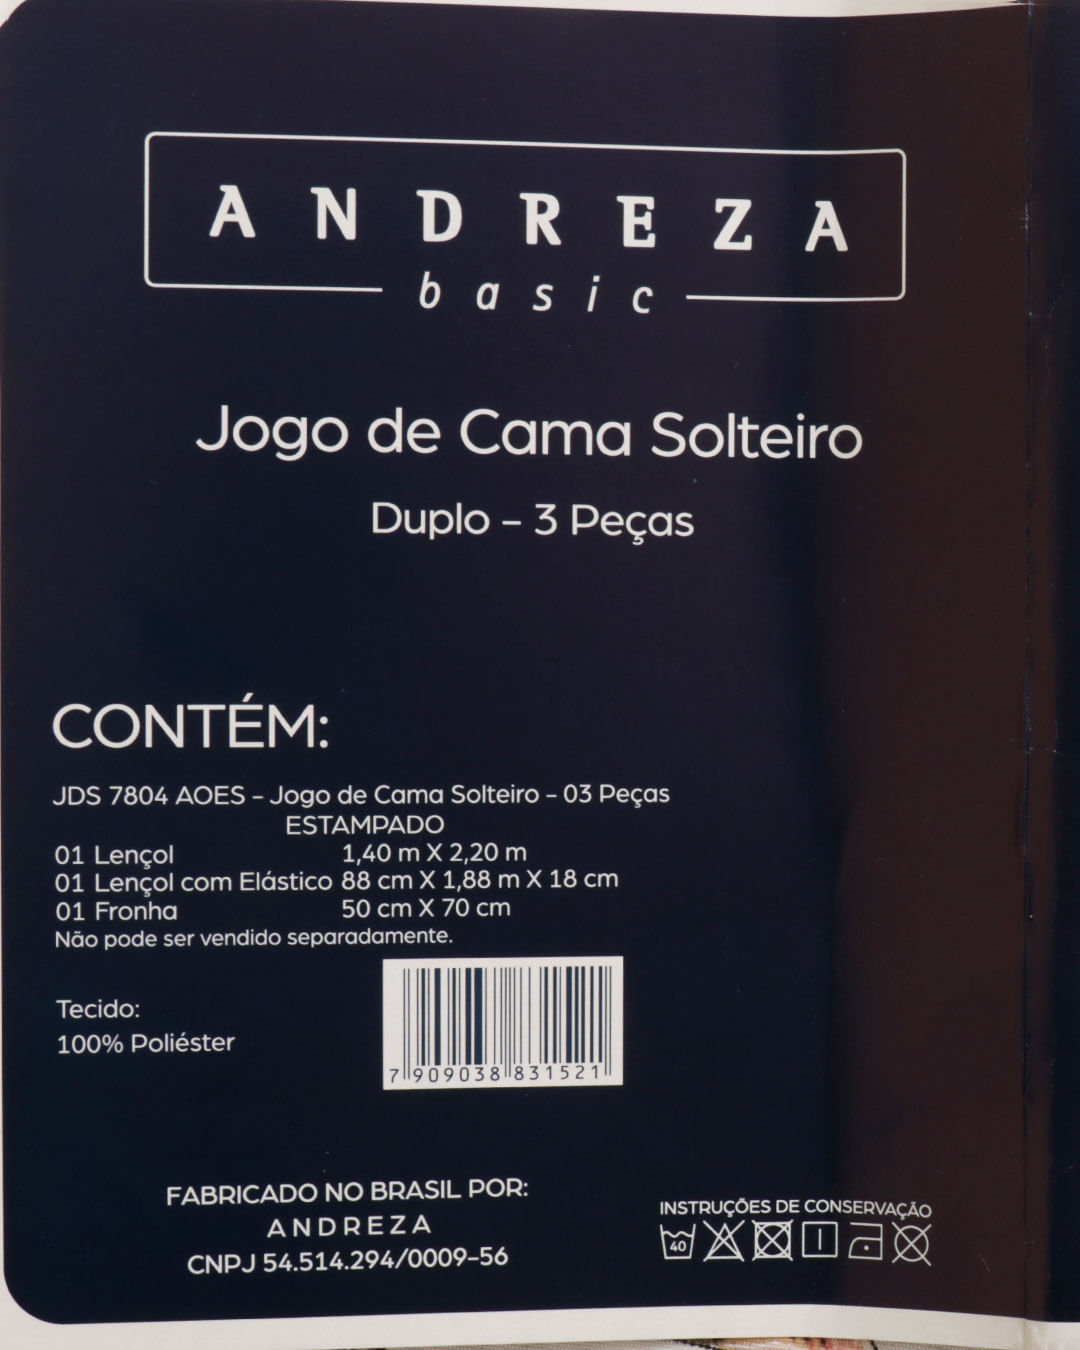 ANDREZA
basic
Jogo de Cama Solteiro
Duplo - 3 Peças
CONTÉM:
JDS 7804 AOES - Jogo de Cama Solteiro - 03 Peças
ESTAMPADO
01 Lençol 1,40 m X 2,20 m
01 Lençol com Elástico 88 cm X 1,88 m X 18 cm
01 Fronha 50 cm X 70 cm
Não pode ser vendido separadamente.
Tecido:
100% Poliéster
7 909038 831521
FABRICADO NO BRASIL POR:
ANDREZA
CNPJ 54.514.294/0009-56
INSTRUÇÕES DE CONSERVAÇÃO
40